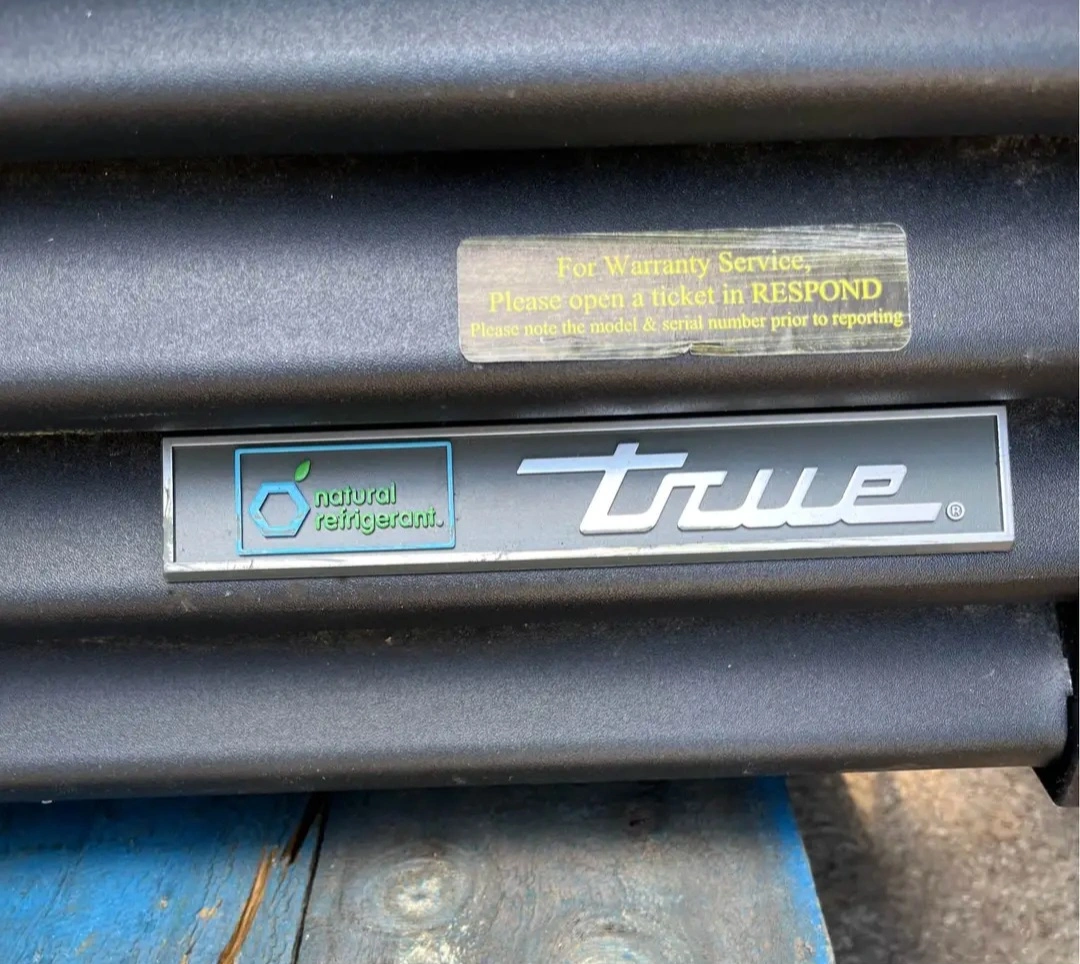 For Warranty Service,
Please open a ticket in RESPOND
Please note the model & serial number prior to reporting
natural
refrigerant.
true®